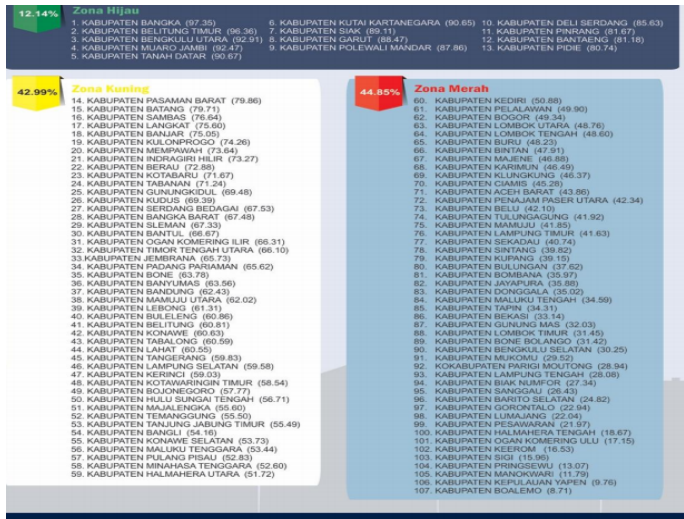 12.14%
Zona Hijau
1. KABUPATEN BANGKA (97.35)
2. KABUPATEN BELITUNG TIMUR (96.36)
3. KABUPATEN BENGKULU UTARA (92.91)
4. KABUPATEN MUARO JAMBI (92.47)
5. KABUPATEN TANAH DATAR (90.67)
6. KABUPATEN KUTAI KARTANEGARA (90.65)
7. KABUPATEN SIAK (89.11)
8. KABUPATEN GARUT (88.47)
9. KABUPATEN POLEWALI MANDAR (87.86)
10. KABUPATEN DELI SERDANG (85.63)
11. KABUPATEN PINRANG (81.67)
12. KABUPATEN BANTAENG (81.18)
13. KABUPATEN PIDIE (80.74)
42.99%
Zona Kuning
14. KABUPATEN PASAMAN BARAT (79.86)
15. KABUPATEN BATANG (79.71)
16. KABUPATEN SAMBAS (76.64)
17. KABUPATEN LANGKAT (75.60)
18. KABUPATEN BANJAR (75.05)
19. KABUPATEN KULONPROGO (74.26)
20. KABUPATEN MEMPAWAH (73.64)
21. KABUPATEN INDRAGIRI HILIR (73.27)
22. KABUPATEN BERAU (72.88)
23. KABUPATEN KOTABARU (71.67)
24. KABUPATEN TABANAN (71.24)
25. KABUPATEN GUNUNGKIDUL (69.48)
26. KABUPATEN KUDUS (69.39)
27. KABUPATEN SERDANG BEDAGAI (67.53)
28. KABUPATEN BANGKA BARAT (67.48)
29. KABUPATEN SLEMAN (67.33)
30. KABUPATEN BANTUL (66.67)
31. KABUPATEN OGAN KOMERING ILIR (66.31)
32. KABUPATEN TIMOR TENGAH UTARA (66.10)
33.KABUPATEN JEMBRANA (65.73)
34. KABUPATEN PADANG PARIAMAN (65.62)
35. KABUPATEN BONE (63.78)
36. KABUPATEN BANYUMAS (63.56)
37. KABUPATEN BANDUNG (62.43)
38. KABUPATEN MAMUJU UTARA (62.02)
39. KABUPATEN LEBONG (61.31)
40. KABUPATEN BULELENG (60.86)
41. KABUPATEN BELITUNG (60.81)
42. KABUPATEN KONAWE (60.63)
43. KABUPATEN TABALONG (60.59)
44. KABUPATEN LAHAT (60.55)
45. KABUPATEN TANGERANG (59.83)
46. KABUPATEN LAMPUNG SELATAN (59.58)
47. KABUPATEN KERINCI (59.03)
48. KABUPATEN KOTAWARINGIN TIMUR (58.54)
49. KABUPATEN BOJONEGORO (57.77)
50. KABUPATEN HULU SUNGAI TENGAH (56.71)
51. KABUPATEN MAJALENGKA (55.60)
52. KABUPATEN TEMANGGUNG (55.50)
53. KABUPATEN TANJUNG JABUNG TIMUR (55.49)
54. KABUPATEN BANGLI (54.16)
55. KABUPATEN KONAWE SELATAN (53.73)
56. KABUPATEN MALUKU TENGGARA (53.44)
57. KABUPATEN PULANG PISAU (52.83)
58. KABUPATEN MINAHASA TENGGARA (52.60)
59. KABUPATEN HALMAHERA UTARA (51.72)
44.85%
Zona Merah
60. KABUPATEN KEDIRI (50.88)
61. KABUPATEN PELALAWAN (49.90)
62. KABUPATEN BOGOR (49.34)
63. KABUPATEN LOMBOK UTARA (48.76)
64. KABUPATEN LOMBOK TENGAH (48.60)
65. KABUPATEN BURU (48.23)
66. KABUPATEN BINTAN (47.91)
67. KABUPATEN MAJENE (46.88)
68. KABUPATEN KARIMUN (46.49)
69. KABUPATEN KLUNGKUNG (46.37)
70. KABUPATEN CIAMIS (45.28)
71. KABUPATEN ACEH BARAT (43.86)
72. KABUPATEN PENAJAM PASER UTARA (42.34)
73. KABUPATEN BELU (42.10)
74. KABUPATEN TULUNGAGUNG (41.92)
75. KABUPATEN MAMUJU (41.85)
76. KABUPATEN LAMPUNG TIMUR (41.63)
77. KABUPATEN SEKADAU (40.74)
78. KABUPATEN SINTANG (39.82)
79. KABUPATEN KUPANG (39.15)
80. KABUPATEN BULUNGAN (37.62)
81. KABUPATEN BOMBANA (35.97)
82. KABUPATEN JAYAPURA (35.88)
83. KABUPATEN DONGGALA (35.02)
84. KABUPATEN MALUKU TENGAH (34.59)
85. KABUPATEN TAPIN (34.31)
86. KABUPATEN BEKASI (33.14)
87. KABUPATEN GUNUNG MAS (32.03)
88. KABUPATEN LOMBOK TIMUR (31.45)
89. KABUPATEN BONE BOLANGO (31.42)
90. KABUPATEN BENGKULU SELATAN (30.25)
91. KABUPATEN MUKOMU (29.52)
92. KOKABUPATEN PARIGI MOUTONG (28.94)
93. KABUPATEN LAMPUNG TENGAH (28.08)
94. KABUPATEN BIAK NUMFOR (27.34)
95. KABUPATEN SANGGAU (26.43)
96. KABUPATEN BARITO SELATAN (24.82)
97. KABUPATEN GORONTALO (22.94)
98. KABUPATEN LUMAJANG (22.04)
99. KABUPATEN PESAWARAN (21.97)
100. KABUPATEN HALMAHERA TENGAH (18.67)
101. KABUPATEN OGAN KOMERING ULU (17.15)
102. KABUPATEN KEEROM (16.53)
103. KABUPATEN SIGI (15.96)
104. KABUPATEN PRINGSEWU (13.07)
105. KABUPATEN MANOKWARI (11.79)
106. KABUPATEN KEPULAUAN YAPEN (9.76)
107. KABUPATEN BOALEMO (8.71)